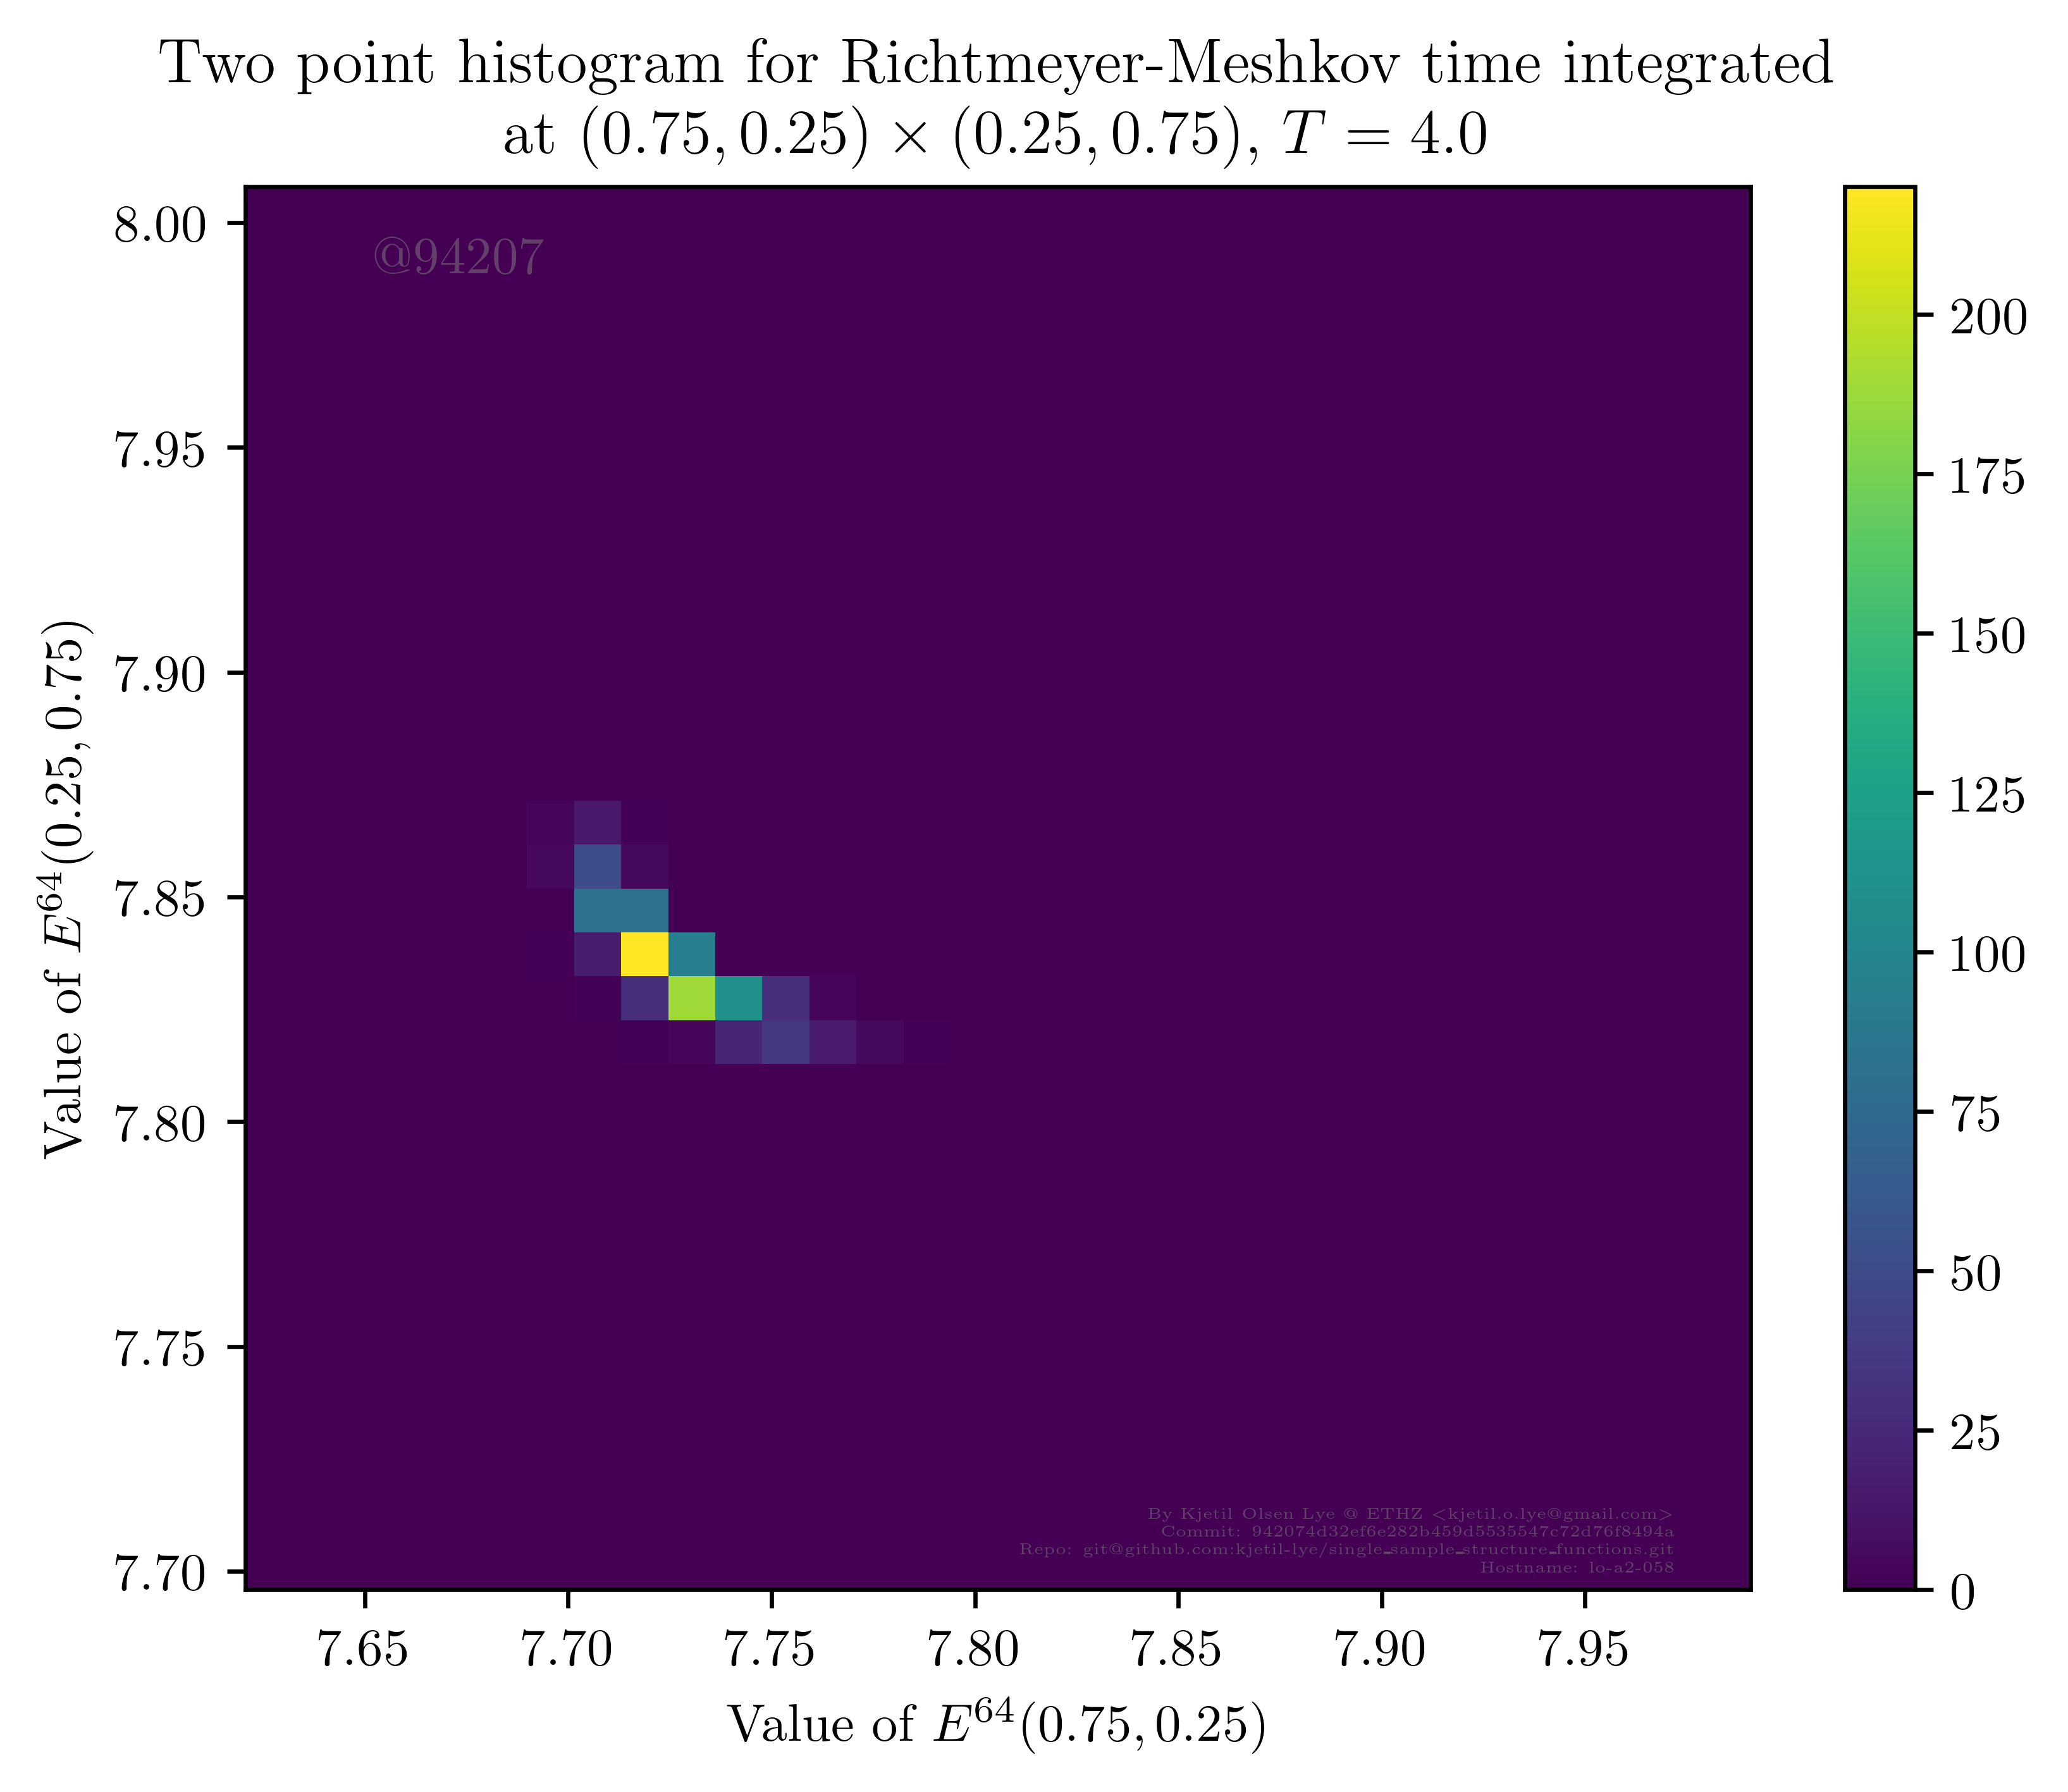 Two point histogram for Richtmeyer-Meshkov time integrated
at (0.75, 0.25) × (0.25, 0.75), T = 4.0
@94207
8.00
7.95
7.90
7.85
7.80
7.75
7.70
Value of E^64(0.25, 0.75)
7.65 7.70 7.75 7.80 7.85 7.90 7.95
Value of E^64(0.75, 0.25)
200
175
150
125
100
75
50
25
0
By Kjetil Olsen Lye @ ETHZ <kjetil.o.lye@gmail.com>
Commit: 942074d32ef6e282b459d5535547c72d76f8494a
Repo: git@github.com:kjetil-lye/single_sample_structure_functions.git
Hostname: lo-a2-058